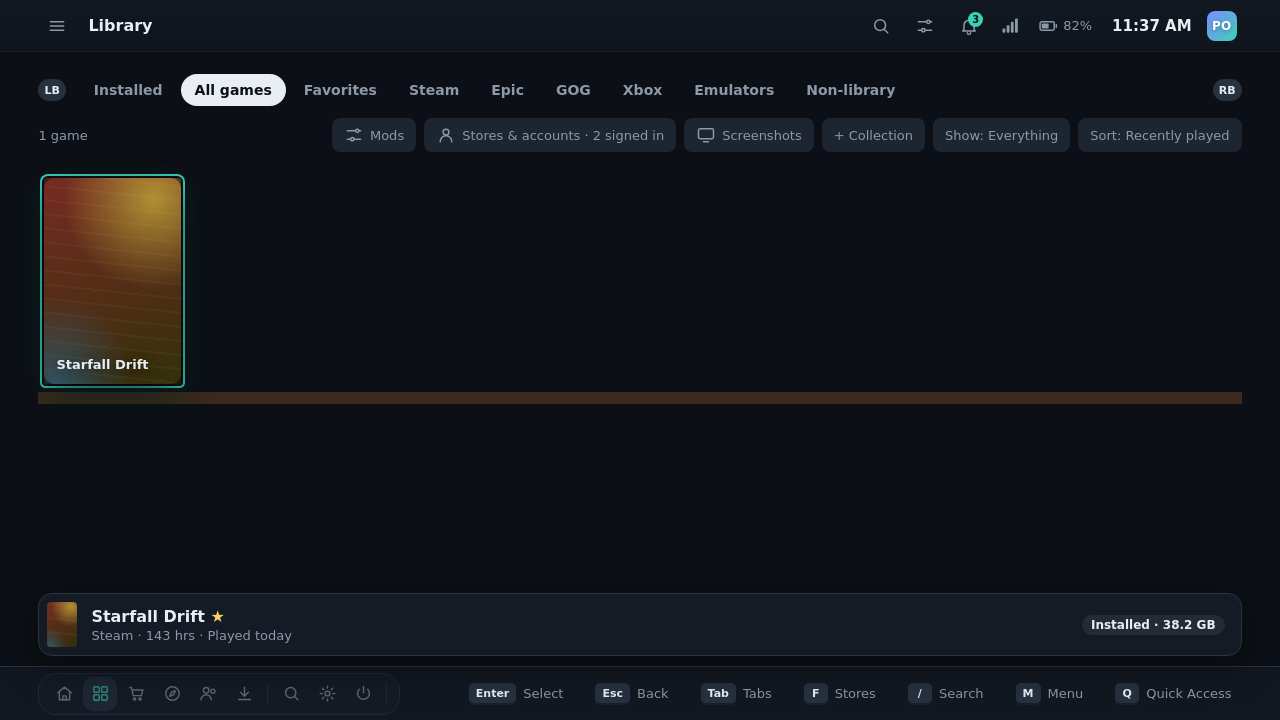 Library
3
82%
11:37 AM
PO
LB
Installed
All games
Favorites
Steam
Epic
GOG
Xbox
Emulators
Non-library
RB
1 game
Mods
Stores & accounts · 2 signed in
Screenshots
+ Collection
Show: Everything
Sort: Recently played
Starfall Drift
Starfall Drift ★
Steam · 143 hrs · Played today
Installed · 38.2 GB
Enter Select
Esc Back
Tab Tabs
F Stores
/ Search
M Menu
Q Quick Access